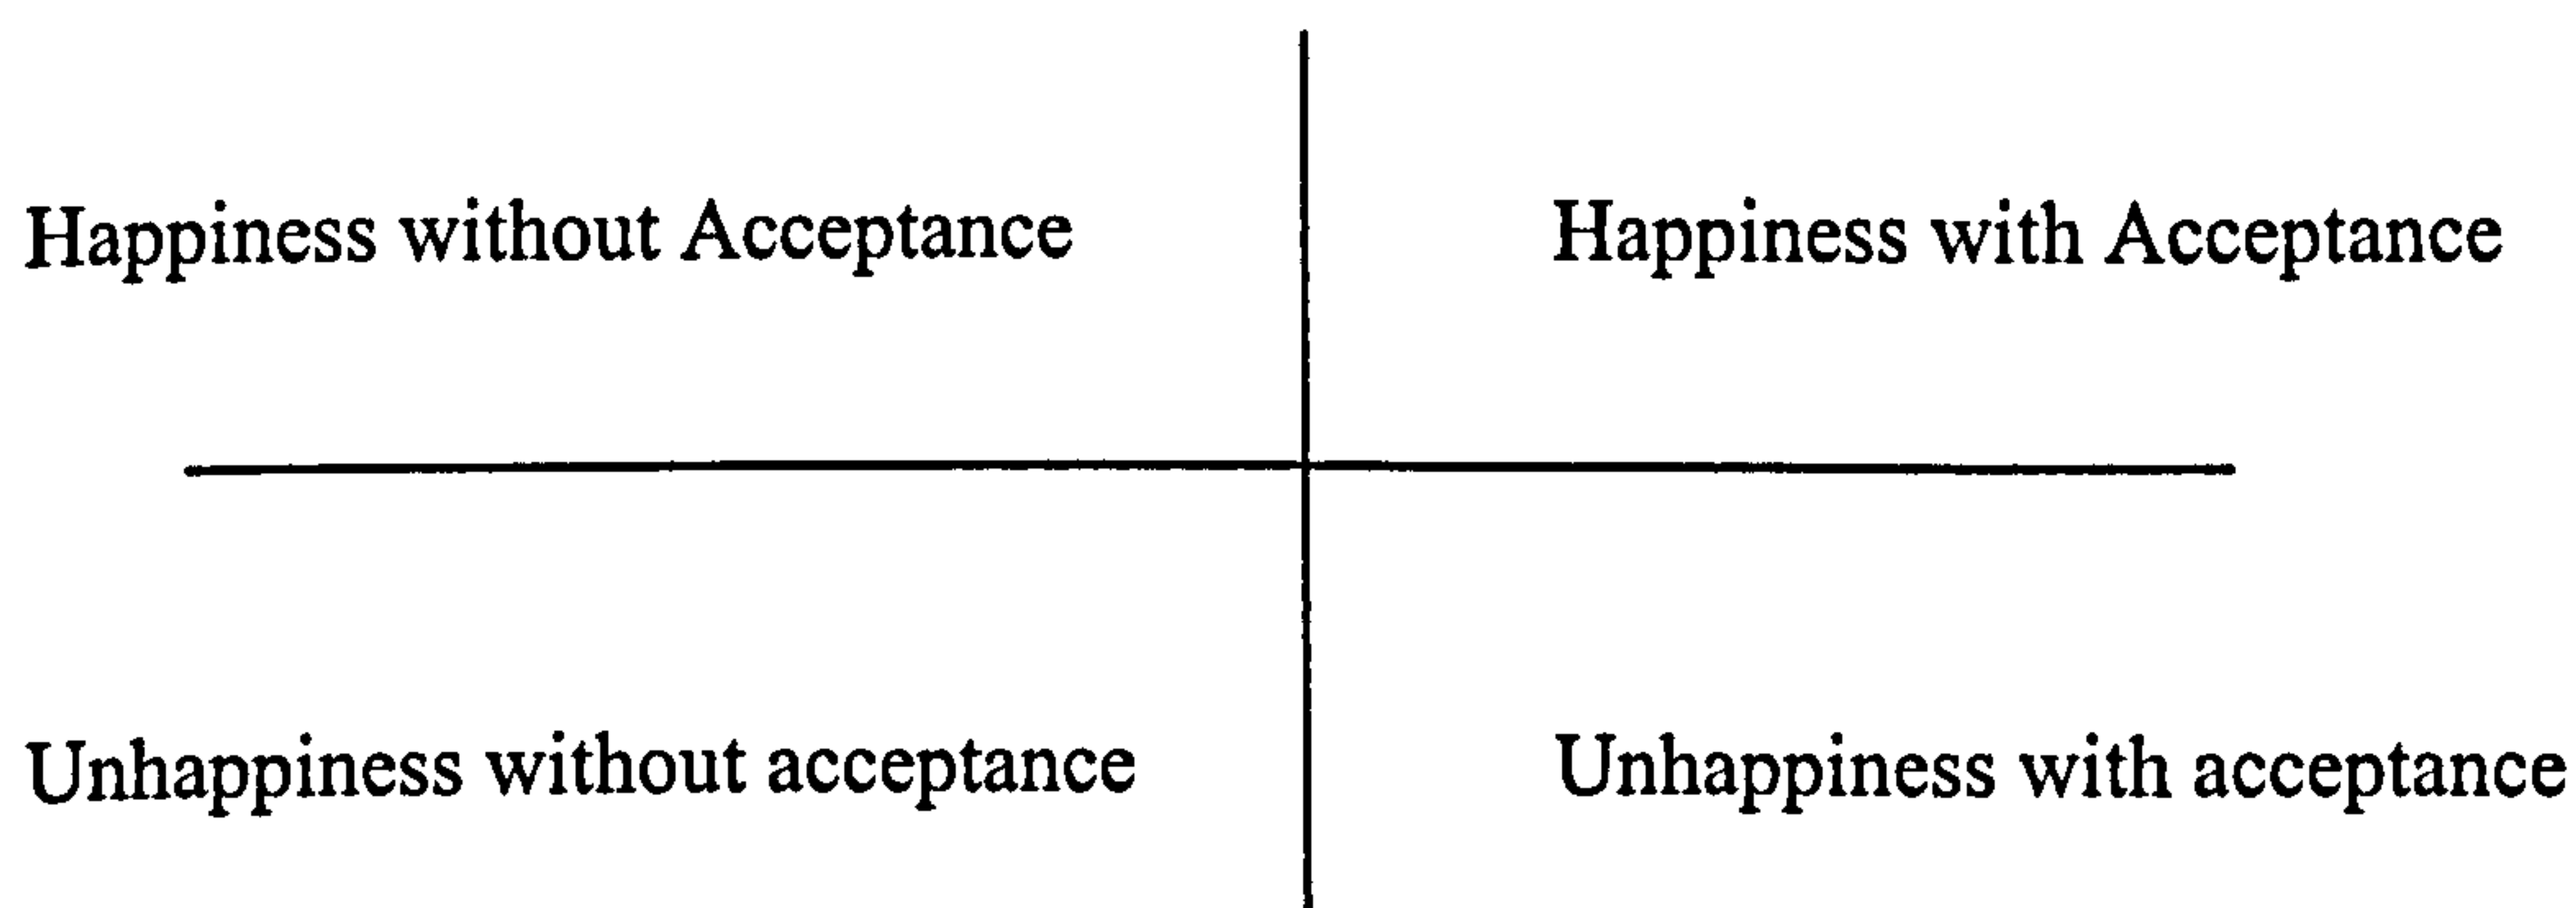 Happiness without Acceptance
Happiness with Acceptance
Unhappiness without acceptance
Unhappiness with acceptance